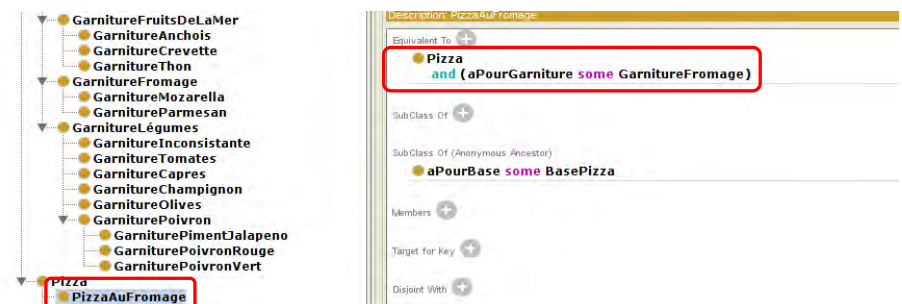 GarnitureFruitsDeLaMer
GarnitureAnchois
GarnitureCrevette
GarnitureThon
GarnitureFromage
GarnitureMozarella
GarnitureParmesan
GarnitureLégumes
GarnitureInconsistante
GarnitureTomates
GarnitureCapres
GarnitureChampignon
GarnitureOlives
GarniturePoivron
GarniturePimentJalapeno
GarniturePoivronRouge
GarniturePoivronVert
Pizza
PizzaAuFromage
Description: PizzaAuFromage
Equivalent To
Pizza
and (aPourGarniture some GarnitureFromage)
SubClass Of
SubClass Of (Anonymous Ancestor)
aPourBase some BasePizza
Members
Target for Key
Disjoint With